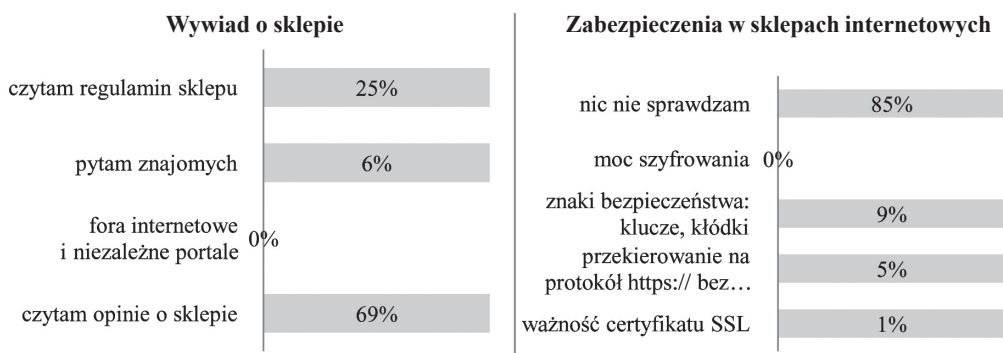 Wywiad o sklepie
czytam regulamin sklepu 25%
pytam znajomych 6%
fora internetowe
i niezależne portale 0%
czytam opinie o sklepie 69%
Zabezpieczenia w sklepach internetowych
nic nie sprawdzam 85%
moc szyfrowania 0%
znaki bezpieczeństwa:
klucze, kłódki 9%
przekierowanie na
protokół https:// bez… 5%
ważność certyfikatu SSL 1%